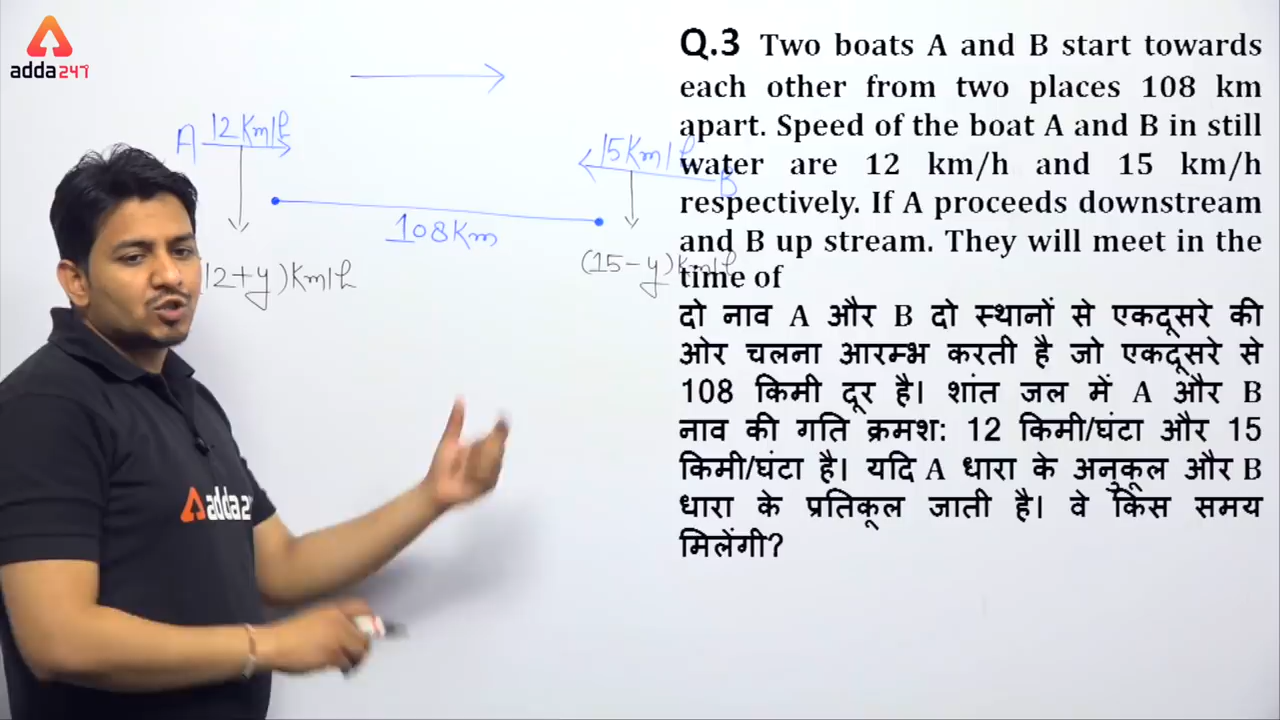 adda247
Q.3 Two boats A and B start towards
each other from two places 108 km
apart. Speed of the boat A and B in still
water are 12 km/h and 15 km/h
respectively. If A proceeds downstream
and B up stream. They will meet in the
time of
दो नाव A और B दो स्थानों से एकदूसरे की
ओर चलना आरम्भ करती है जो एकदूसरे से
108 किमी दूर है। शांत जल में A और B
नाव की गति क्रमश: 12 किमी/घंटा और 15
किमी/घंटा है। यदि A धारा के अनुकूल और B
धारा के प्रतिकूल जाती है। वे किस समय
मिलेंगी?
A 12 Km/h
15 Km/h
B
108 Km
12+y) Km/h
(15-y) Km/h
adda2